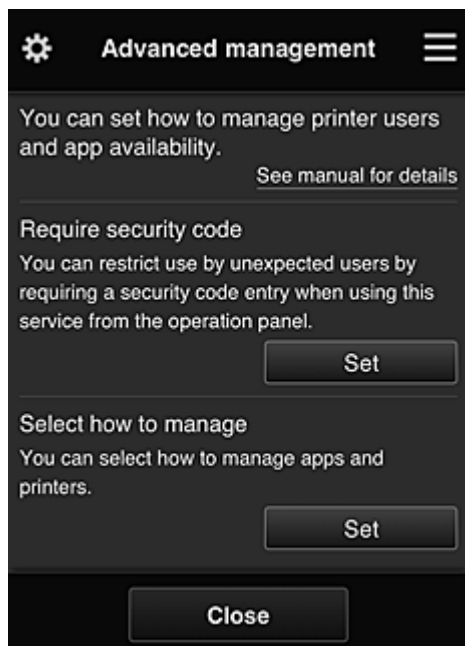 Advanced management
You can set how to manage printer users
and app availability.
See manual for details
Require security code
You can restrict use by unexpected users by
requiring a security code entry when using this
service from the operation panel.
Set
Select how to manage
You can select how to manage apps and
printers.
Set
Close